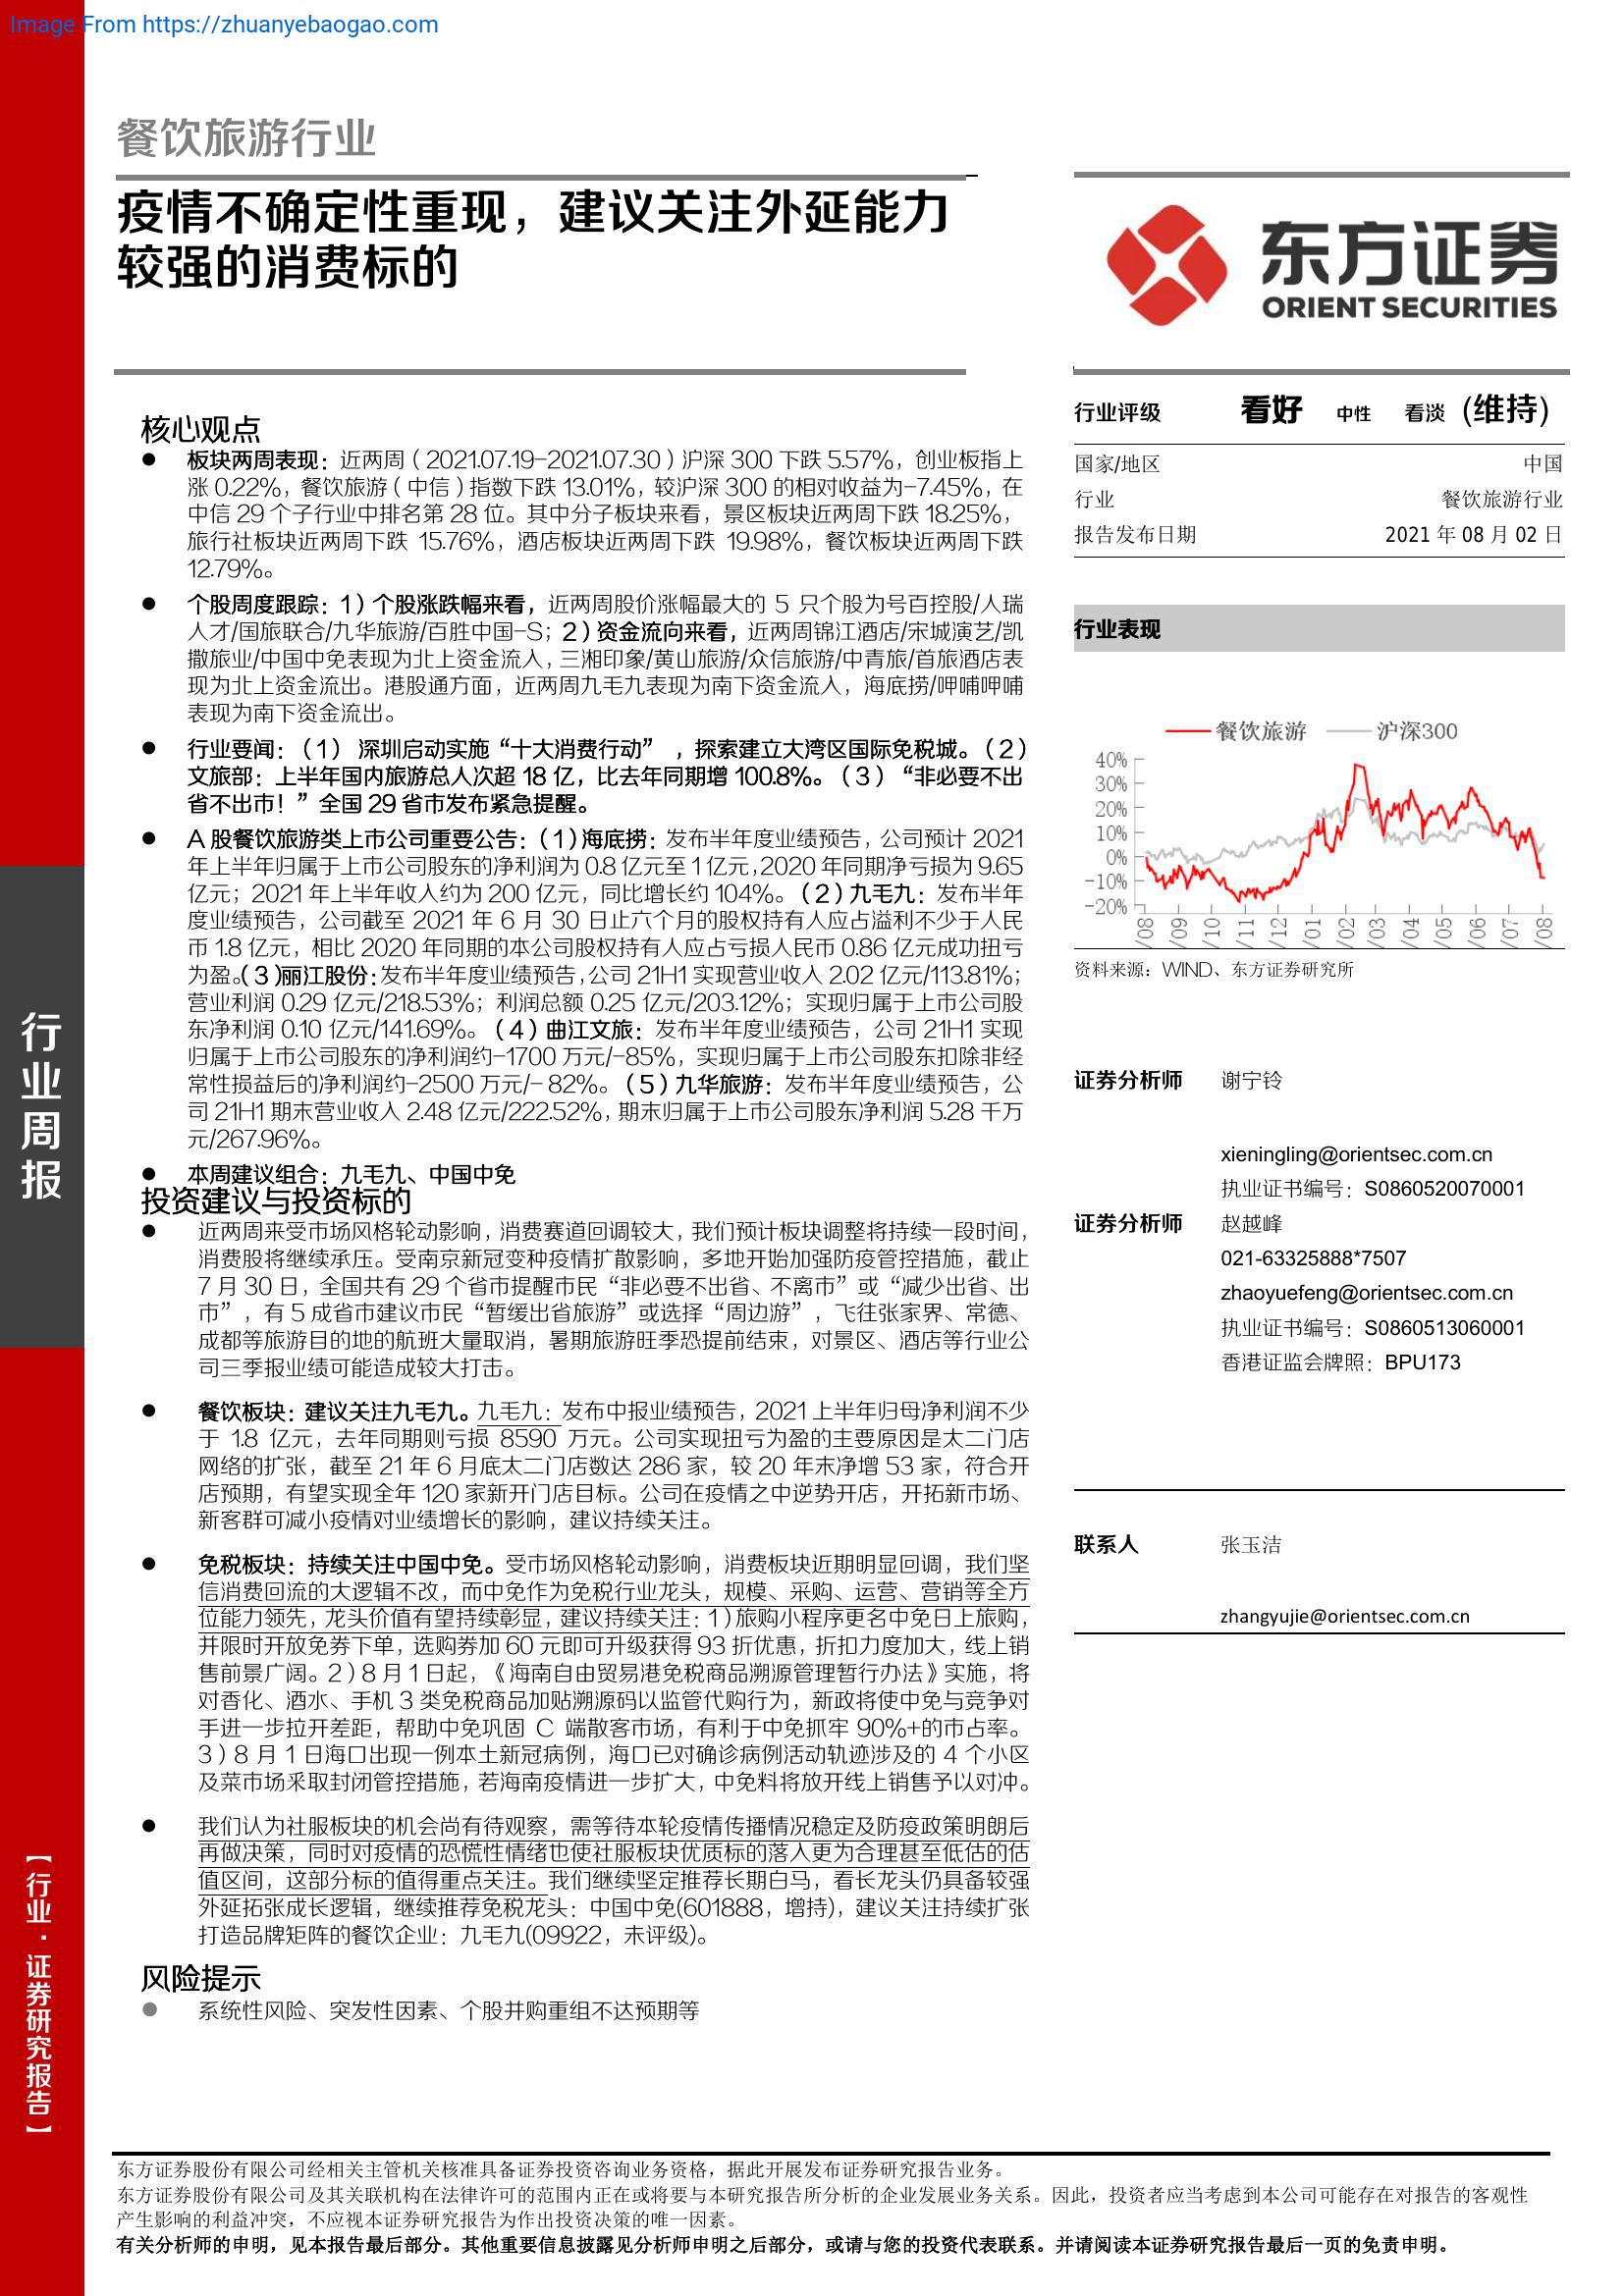 Image From https://zhuanyebaogao.com
餐饮旅游行业
疫情不确定性重现，建议关注外延能力
较强的消费标的
东方证券
ORIENT SECURITIES
核心观点
● 板块两周表现：近两周（2021.07.19-2021.07.30）沪深 300 下跌 5.57%，创业板指上
涨 0.22%，餐饮旅游（中信）指数下跌 13.01%，较沪深 300 的相对收益为-7.45%，在
中信 29 个子行业中排名第 28 位。其中分子板块来看，景区板块近两周下跌 18.25%，
旅行社板块近两周下跌 15.76%，酒店板块近两周下跌 19.98%，餐饮板块近两周下跌
12.79%。
● 个股周度跟踪：1）个股涨跌幅来看，近两周股价涨幅最大的 5 只个股为号百控股/人瑞
人才/国旅联合/九华旅游/百胜中国-S；2）资金流向来看，近两周锦江酒店/宋城演艺/凯
撒旅业/中国中免表现为北上资金流入，三湘印象/黄山旅游/众信旅游/中青旅/首旅酒店表
现为北上资金流出。港股通方面，近两周九毛九表现为南下资金流入，海底捞/呷哺呷哺
表现为南下资金流出。
● 行业要闻：（1） 深圳启动实施“十大消费行动” ，探索建立大湾区国际免税城。（2）
文旅部：上半年国内旅游总人次超 18 亿，比去年同期增 100.8%。（3）“非必要不出
省不出市！”全国 29 省市发布紧急提醒。
● A 股餐饮旅游类上市公司重要公告：（1）海底捞：发布半年度业绩预告，公司预计 2021
年上半年归属于上市公司股东的净利润为 0.8 亿元至 1 亿元，2020 年同期净亏损为 9.65
亿元；2021 年上半年收入约为 200 亿元，同比增长约 104%。（2）九毛九：发布半年
度业绩预告，公司截至 2021 年 6 月 30 日止六个月的股权持有人应占溢利不少于人民
币 1.8 亿元，相比 2020 年同期的本公司股权持有人应占亏损人民币 0.86 亿元成功扭亏
为盈。（3）丽江股份：发布半年度业绩预告，公司 21H1 实现营业收入 2.02 亿元/113.81%；
营业利润 0.29 亿元/218.53%；利润总额 0.25 亿元/203.12%；实现归属于上市公司股
东净利润 0.10 亿元/141.69%。（4）曲江文旅：发布半年度业绩预告，公司 21H1 实现
归属于上市公司股东的净利润约-1700 万元/-85%，实现归属于上市公司股东扣除非经
常性损益后的净利润约-2500 万元/- 82%。（5）九华旅游：发布半年度业绩预告，公
司 21H1 期末营业收入 2.48 亿元/222.52%，期末归属于上市公司股东净利润 5.28 千万
元/267.96%。
● 本周建议组合：九毛九、中国中免
投资建议与投资标的
● 近两周来受市场风格轮动影响，消费赛道回调较大，我们预计板块调整将持续一段时间，
消费股将继续承压。受南京新冠变种疫情扩散影响，多地开始加强防疫管控措施，截止
7 月 30 日，全国共有 29 个省市提醒市民“非必要不出省、不离市”或“减少出省、出
市”，有 5 成省市建议市民“暂缓出省旅游”或选择“周边游”，飞往张家界、常德、
成都等旅游目的地的航班大量取消，暑期旅游旺季恐提前结束，对景区、酒店等行业公
司三季报业绩可能造成较大打击。
● 餐饮板块：建议关注九毛九。九毛九：发布中报业绩预告，2021 上半年归母净利润不少
于 1.8 亿元，去年同期则亏损 8590 万元。公司实现扭亏为盈的主要原因是太二门店
网络的扩张，截至 21 年 6 月底太二门店数达 286 家，较 20 年末净增 53 家，符合开
店预期，有望实现全年 120 家新开门店目标。公司在疫情之中逆势开店，开拓新市场、
新客群可减小疫情对业绩增长的影响，建议持续关注。
● 免税板块：持续关注中国中免。受市场风格轮动影响，消费板块近期明显回调，我们坚
信消费回流的大逻辑不改，而中免作为免税行业龙头，规模、采购、运营、营销等全方
位能力领先，龙头价值有望持续彰显，建议持续关注：1）旅购小程序更名中免日上旅购，
并限时开放免券下单，选购券加 60 元即可升级获得 93 折优惠，折扣力度加大，线上销
售前景广阔。2）8 月 1 日起，《海南自由贸易港免税商品溯源管理暂行办法》实施，将
对香化、酒水、手机 3 类免税商品加贴溯源码以监管代购行为，新政将使中免与竞争对
手进一步拉开差距，帮助中免巩固 C 端散客市场，有利于中免抓牢 90%+的市占率。
3）8 月 1 日海口出现一例本土新冠病例，海口已对确诊病例活动轨迹涉及的 4 个小区
及菜市场采取封闭管控措施，若海南疫情进一步扩大，中免料将放开线上销售予以对冲。
● 我们认为社服板块的机会尚有待观察，需等待本轮疫情传播情况稳定及防疫政策明朗后
再做决策，同时对疫情的恐慌性情绪也使社服板块优质标的落入更为合理甚至低估的估
值区间，这部分标的值得重点关注。我们继续坚定推荐长期白马，看长龙头仍具备较强
外延拓张成长逻辑，继续推荐免税龙头：中国中免(601888，增持)，建议关注持续扩张
打造品牌矩阵的餐饮企业：九毛九(09922，未评级)。
风险提示
● 系统性风险、突发性因素、个股并购重组不达预期等
行业评级 看好 中性 看淡 (维持)
国家/地区 中国
行业 餐饮旅游行业
报告发布日期 2021 年 08 月 02 日
行业表现
餐饮旅游 沪深300
40%
30%
20%
10%
0%
-10%
-20%
/08 /09 /10 /11 /12 /01 /02 /03 /04 /05 /06 /07 /08
资料来源：WIND、东方证券研究所
证券分析师 谢宁铃
xieningling@orientsec.com.cn
执业证书编号：S0860520070001
证券分析师 赵越峰
021-63325888*7507
zhaoyuefeng@orientsec.com.cn
执业证书编号：S0860513060001
香港证监会牌照：BPU173
联系人 张玉洁
zhangyujie@orientsec.com.cn
行业周报
【行业·证券研究报告】
东方证券股份有限公司经相关主管机关核准具备证券投资咨询业务资格，据此开展发布证券研究报告业务。
东方证券股份有限公司及其关联机构在法律许可的范围内正在或将要与本研究报告所分析的企业发展业务关系。因此，投资者应当考虑到本公司可能存在对报告的客观性
产生影响的利益冲突，不应视本证券研究报告为作出投资决策的唯一因素。
有关分析师的申明，见本报告最后部分。其他重要信息披露见分析师申明之后部分，或请与您的投资代表联系。并请阅读本证券研究报告最后一页的免责申明。